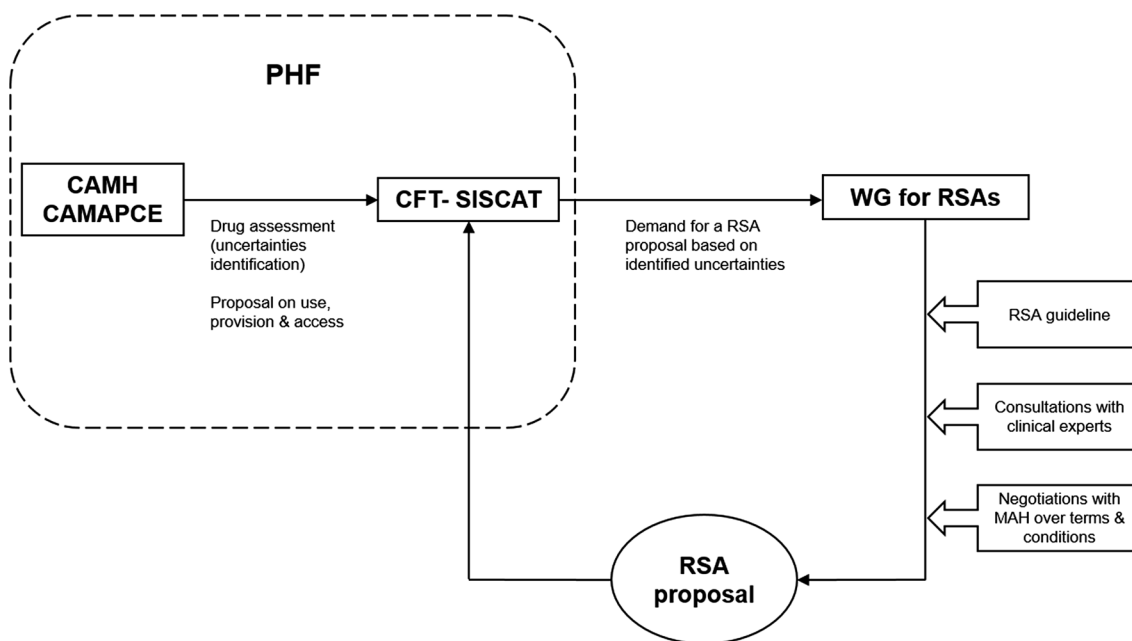 PHF
CAMH
CAMAPCE
Drug assessment
(uncertainties
identification)
Proposal on use,
provision & access
CFT- SISCAT
Demand for a RSA
proposal based on
identified uncertainties
WG for RSAs
RSA guideline
Consultations with
clinical experts
Negotiations with
MAH over terms &
conditions
RSA
proposal